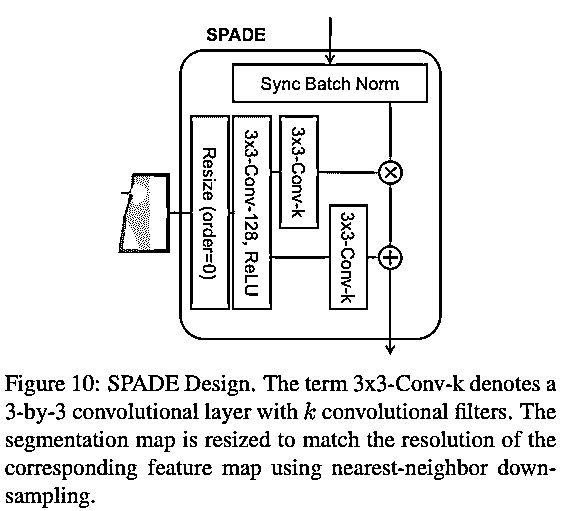 SPADE
Sync Batch Norm
Resize (order=0)
3x3-Conv-128, ReLU
3x3-Conv-k
3x3-Conv-k
Figure 10: SPADE Design. The term 3x3-Conv-k denotes a
3-by-3 convolutional layer with k convolutional filters. The
segmentation map is resized to match the resolution of the
corresponding feature map using nearest-neighbor down-
sampling.